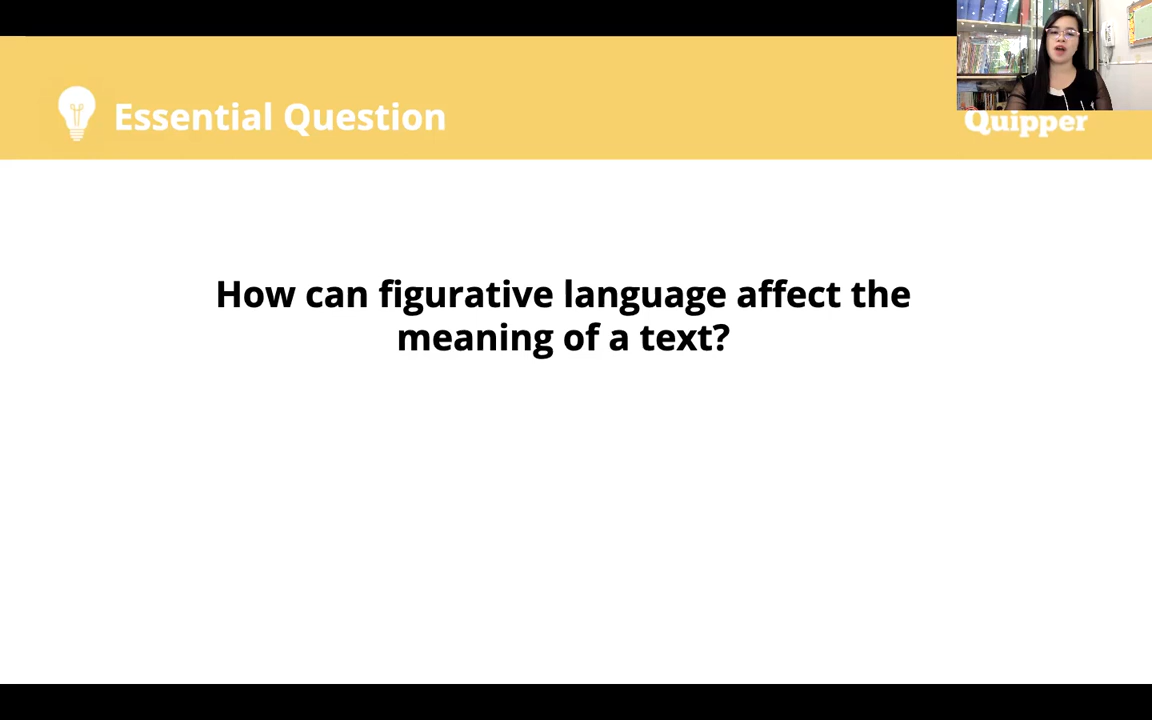 Essential Question
Quipper
How can figurative language affect the
meaning of a text?